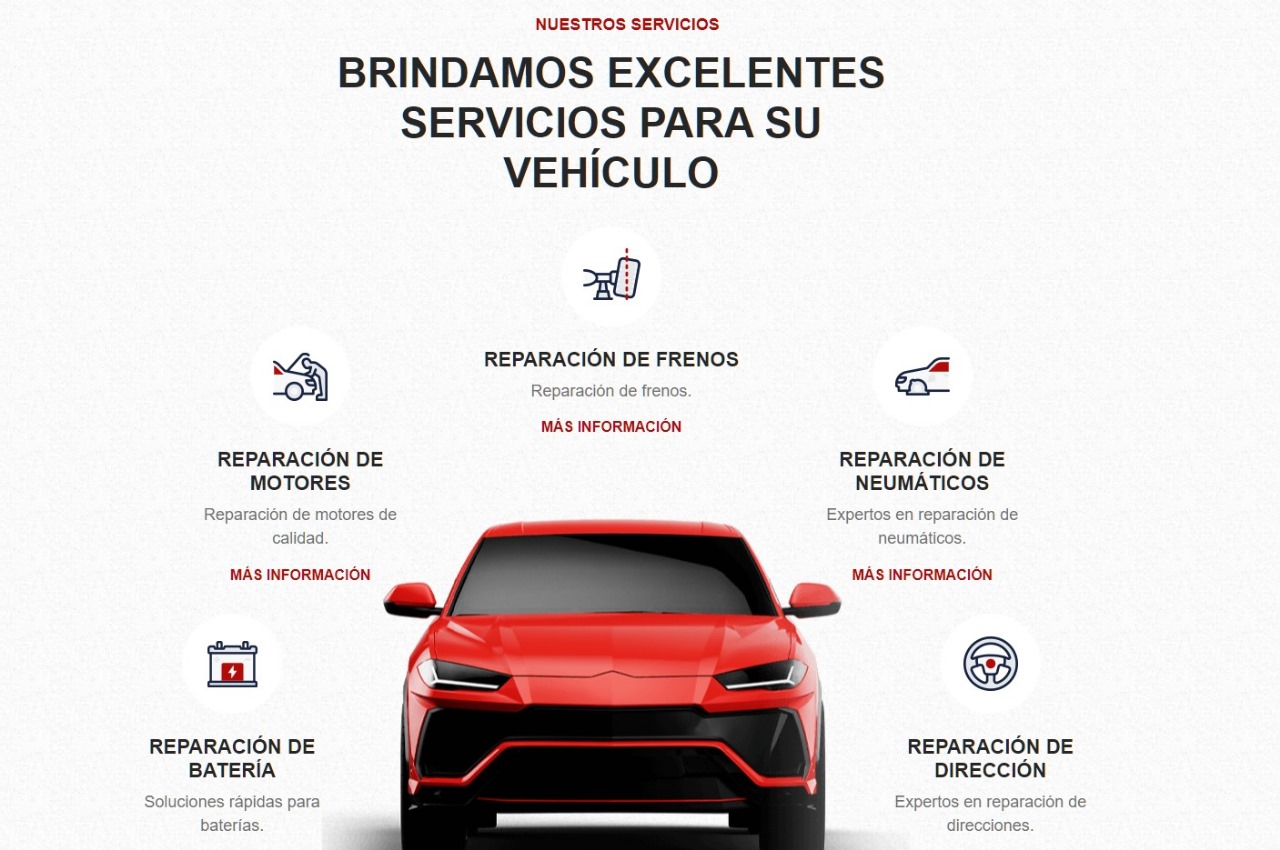 NUESTROS SERVICIOS
BRINDAMOS EXCELENTES
SERVICIOS PARA SU
VEHÍCULO
REPARACIÓN DE FRENOS
Reparación de frenos.
MÁS INFORMACIÓN
REPARACIÓN DE
MOTORES
Reparación de motores de
calidad.
MÁS INFORMACIÓN
REPARACIÓN DE
NEUMÁTICOS
Expertos en reparación de
neumáticos.
MÁS INFORMACIÓN
REPARACIÓN DE
BATERÍA
Soluciones rápidas para
baterías.
REPARACIÓN DE
DIRECCIÓN
Expertos en reparación de
direcciones.